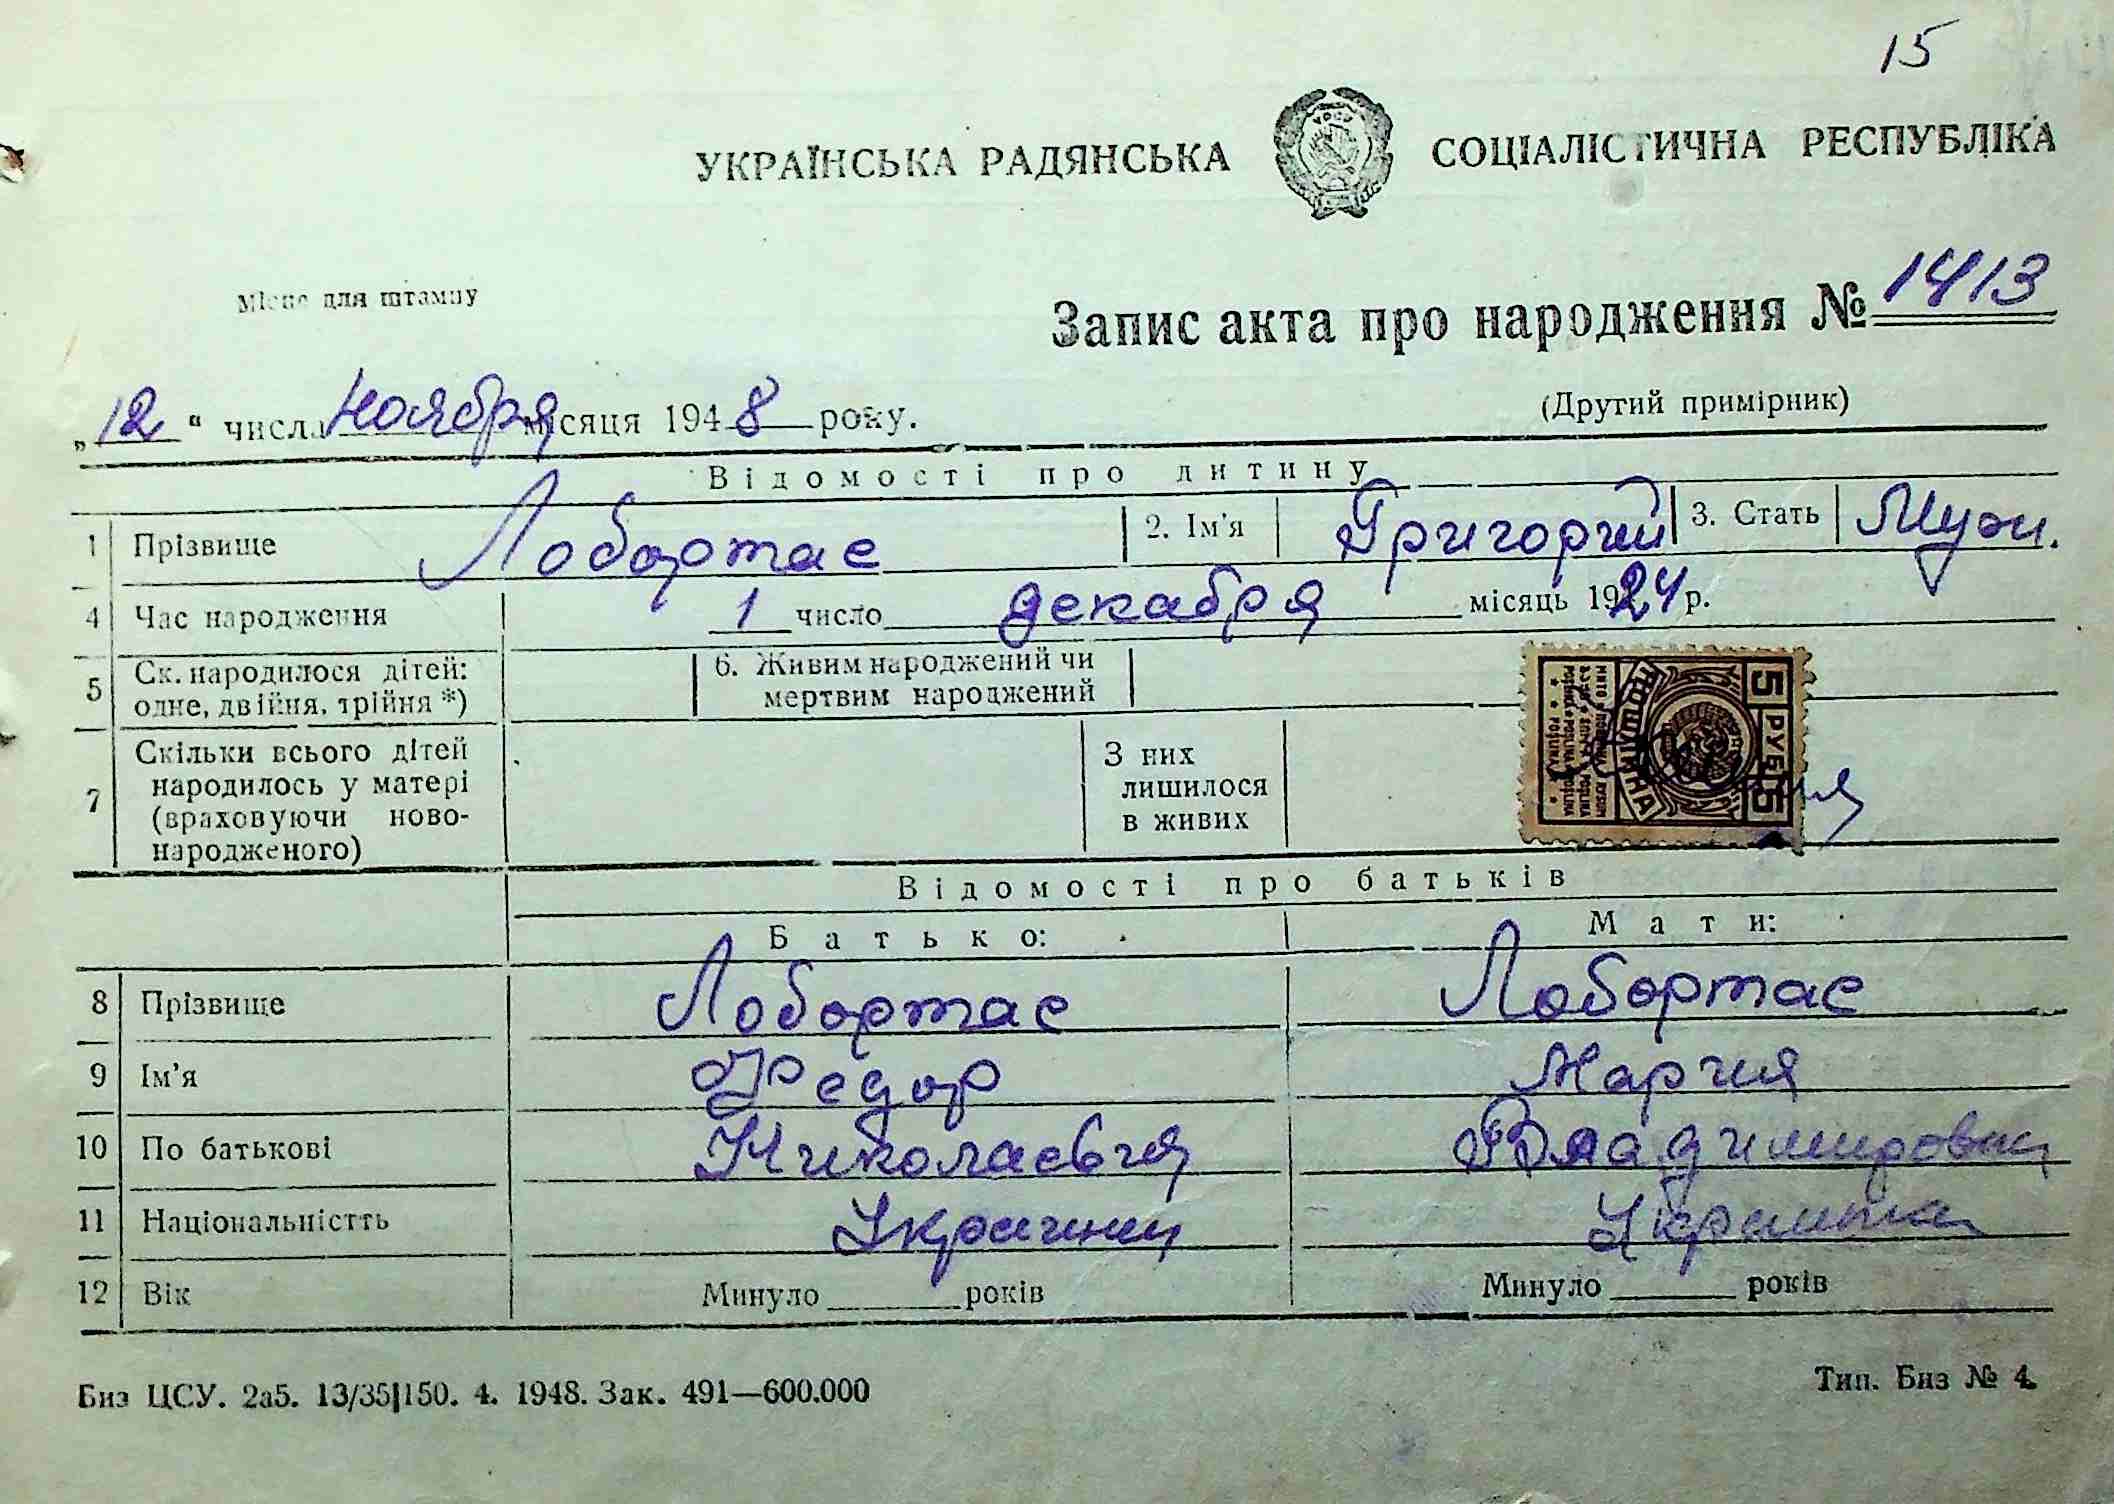 15
УКРАЇНСЬКА РАДЯНСЬКА СОЦІАЛІСТИЧНА РЕСПУБЛІКА
Місце для штампу
Запис акта про народження № 1413
(Другий примірник)
„12“ числа ноября місяця 1948 року.
Відомості про дитину
1 Прізвище Лобортас 2. Ім'я Григорий 3. Стать Муж.
4 Час народження 1 число декабря місяць 1924 р.
5 Ск. народилося дітей: одне, двійня, трійня *) 6. Живим народжений чи мертвим народжений
7 Скільки всього дітей народилось у матері (враховуючи новонародженого) З них лишилося в живих
5 РУБ 5
ПОШЛИНА
Відомості про батьків
Батько: Мати:
8 Прізвище Лобортас Лобортас
9 Ім'я Федор Мария
10 По батькові Николаевич Владимировна
11 Національністть Украинец Украинка
12 Вік Минуло ____ років Минуло ____ років
Биз ЦСУ. 2а5. 13/35|150. 4. 1948. Зак. 491—600.000 Тип. Биз № 4.